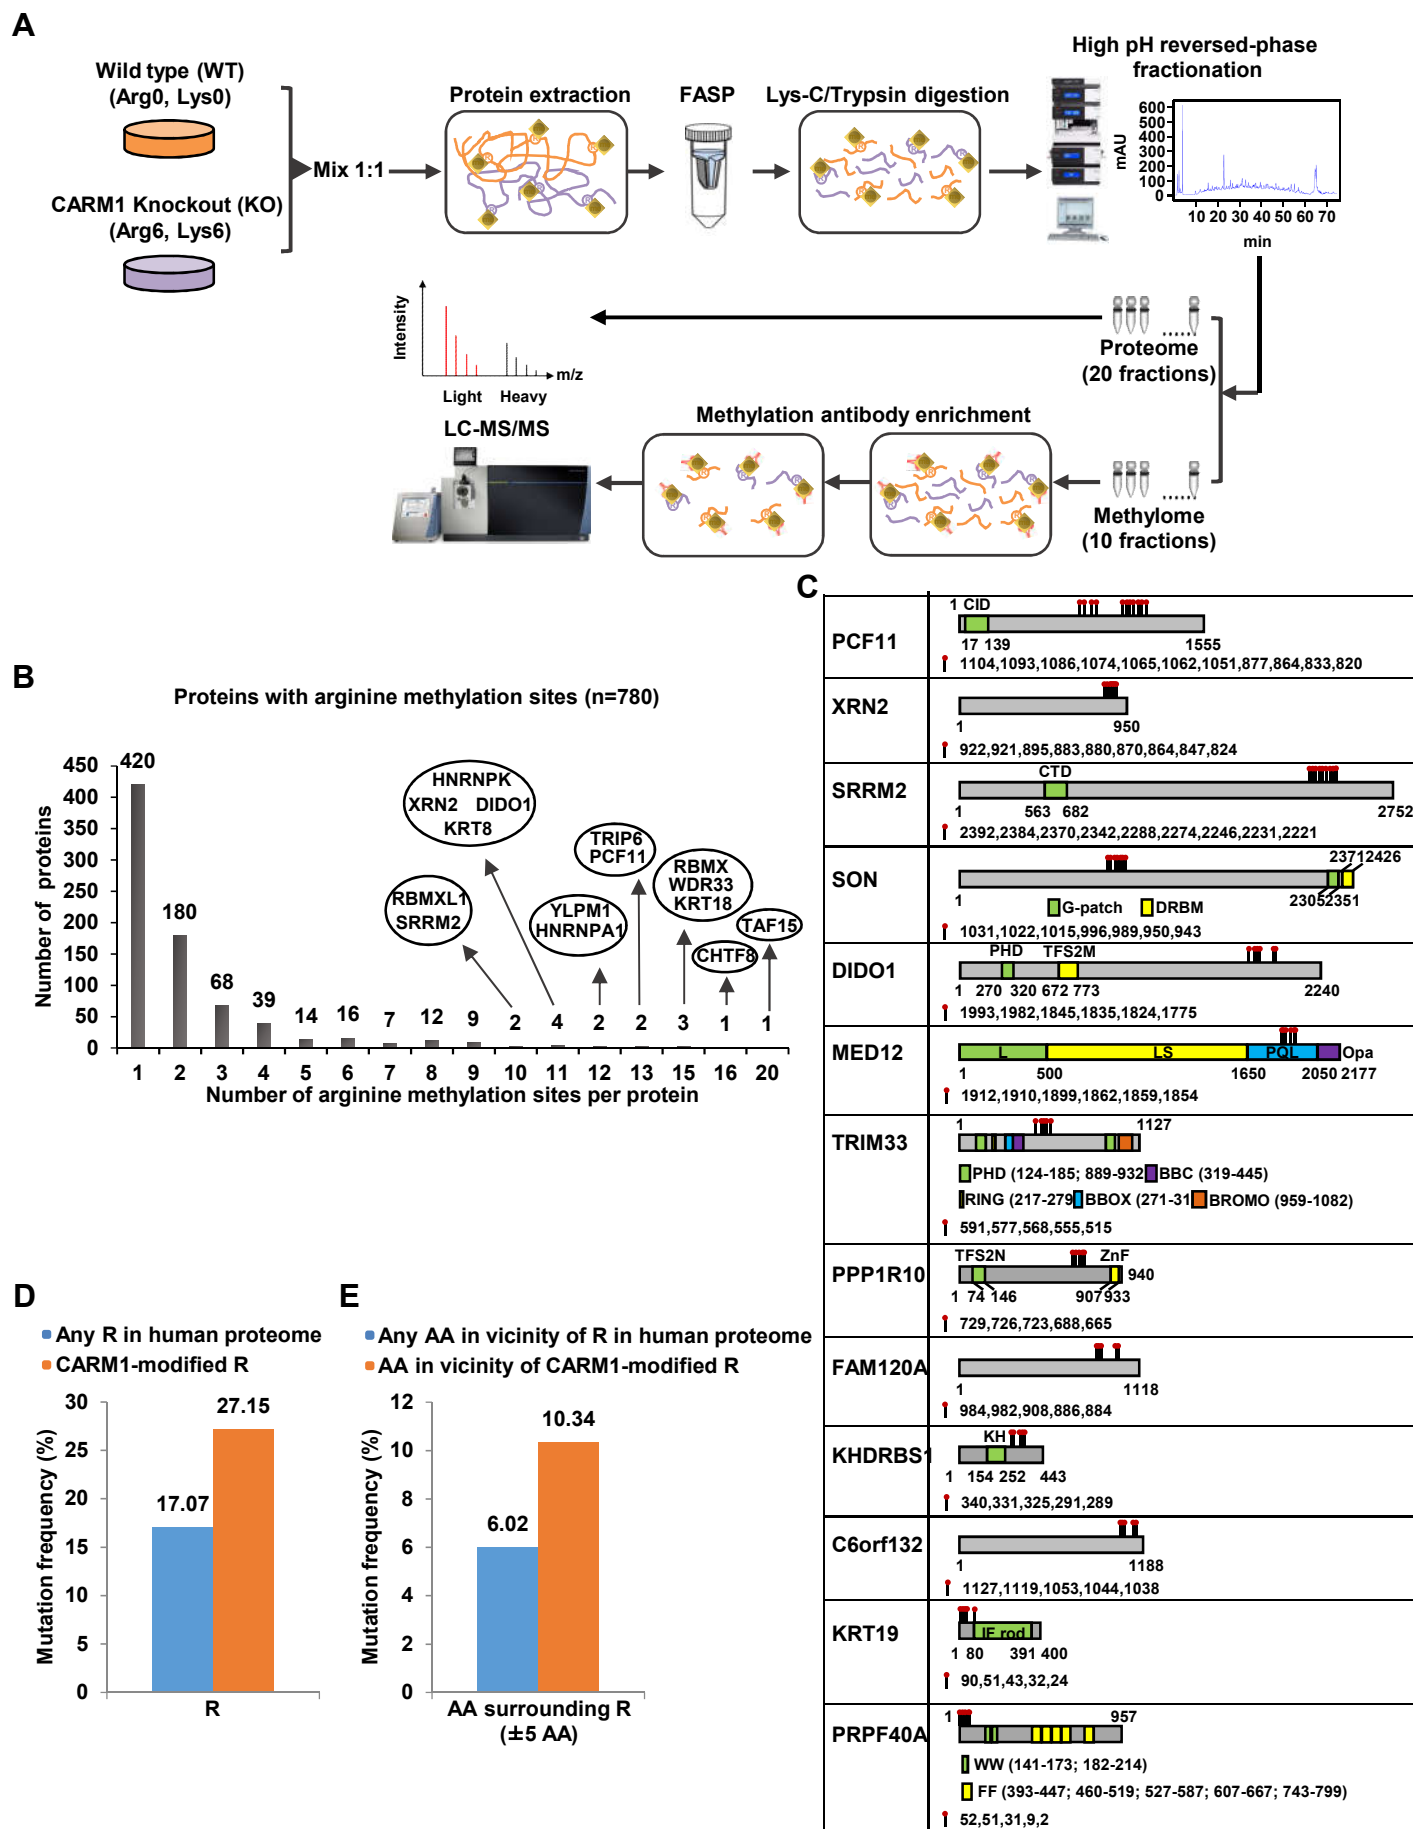 A
Wild type (WT)
(Arg0, Lys0)
CARM1 Knockout (KO)
(Arg6, Lys6)
Mix 1:1
Protein extraction
R
FASP
Lys-C/Trypsin digestion
High pH reversed-phase
fractionation
mAU
600
500
400
300
200
100
0
10 20 30 40 50 60 70
min
Proteome
(20 fractions)
Methylome
(10 fractions)
Methylation antibody enrichment
Intensity
m/z
Light Heavy
LC-MS/MS
B
Proteins with arginine methylation sites (n=780)
Number of proteins
450
400
350
300
250
200
150
100
50
0
420
180
68
39
14
16
7
12
9
2
4
2
2
3
1
1
RBMXL1
SRRM2
HNRNPK
XRN2 DIDO1
KRT8
YLPM1
HNRNPA1
TRIP6
PCF11
RBMX
WDR33
KRT18
CHTF8
TAF15
1 2 3 4 5 6 7 8 9 10 11 12 13 15 16 20
Number of arginine methylation sites per protein
C
PCF11
1 CID
17 139 1555
1104,1093,1086,1074,1065,1062,1051,877,864,833,820
XRN2
1 950
922,921,895,883,880,870,864,847,824
SRRM2
CTD
1 563 682 2752
2392,2384,2370,2342,2288,2274,2246,2231,2221
SON
2371 2426
1 2305 2351
G-patch DRBM
1031,1022,1015,996,989,950,943
DIDO1
PHD TFS2M
1 270 320 672 773 2240
1993,1982,1845,1835,1824,1775
MED12
L LS PQL Opa
1 500 1650 2050 2177
1912,1910,1899,1862,1859,1854
TRIM33
1 1127
PHD (124-185; 889-932 BBC (319-445)
RING (217-279 BBOX (271-31 BROMO (959-1082)
591,577,568,555,515
PPP1R10
TFS2N ZnF
940
1 74 146 907 933
729,726,723,688,665
FAM120A
1 1118
984,982,908,886,884
KHDRBS1
KH
1 154 252 443
340,331,325,291,289
C6orf132
1 1188
1127,1119,1053,1044,1038
KRT19
IF rod
1 80 391 400
90,51,43,32,24
PRPF40A
1 957
WW (141-173; 182-214)
FF (393-447; 460-519; 527-587; 607-667; 743-799)
52,51,31,9,2
D
Any R in human proteome
CARM1-modified R
Mutation frequency (%)
30
25
20
15
10
5
0
17.07
27.15
R
E
Any AA in vicinity of R in human proteome
AA in vicinity of CARM1-modified R
Mutation frequency (%)
12
10
8
6
4
2
0
6.02
10.34
AA surrounding R
(±5 AA)